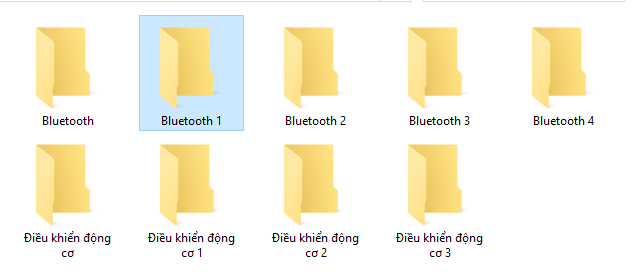 Bluetooth
Bluetooth 1
Bluetooth 2
Bluetooth 3
Bluetooth 4
Điều khiển động
cơ
Điều khiển động
cơ 1
Điều khiển động
cơ 2
Điều khiển động
cơ 3